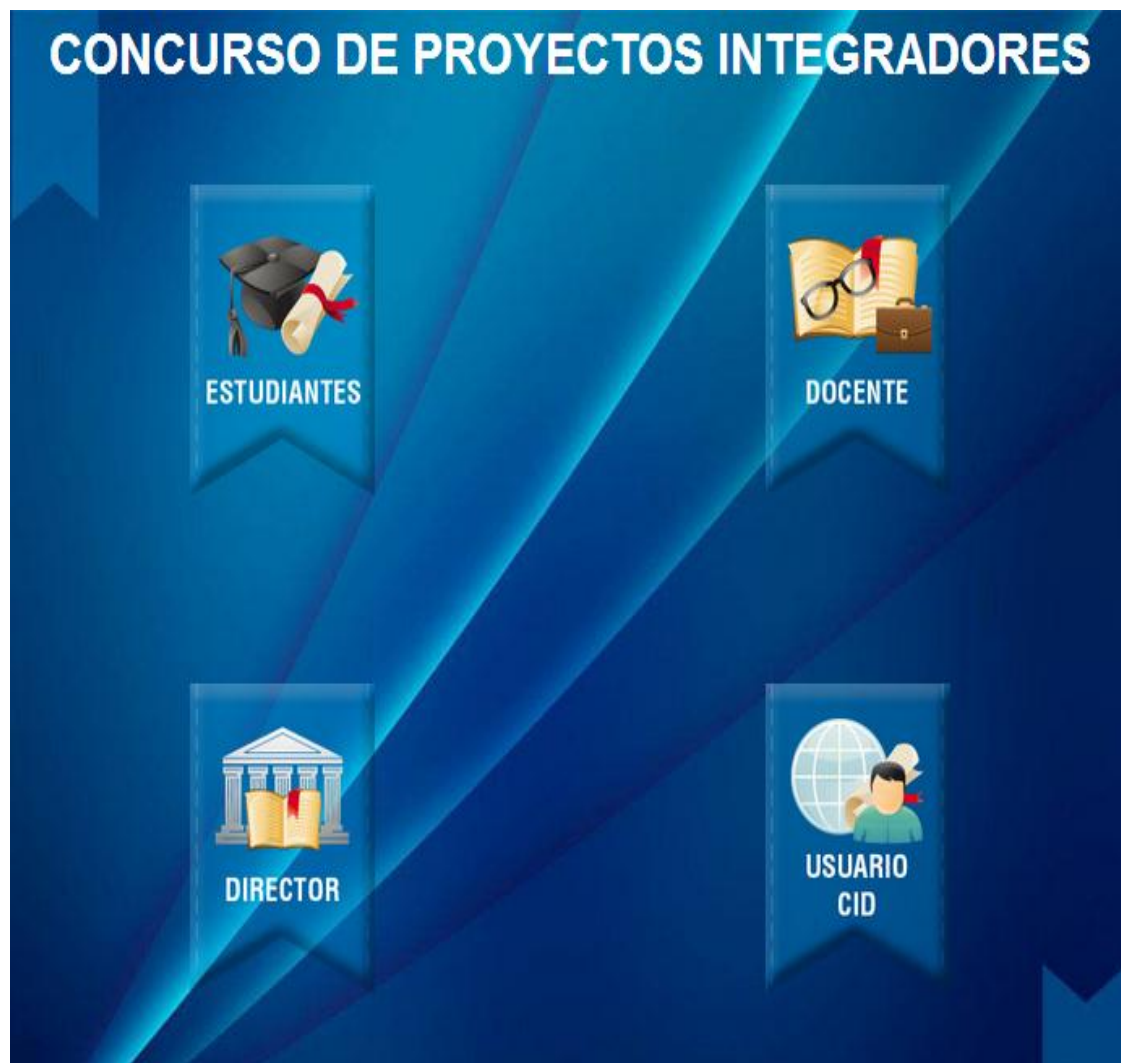 CONCURSO DE PROYECTOS INTEGRADORES
ESTUDIANTES
DOCENTE
DIRECTOR
USUARIO
CID